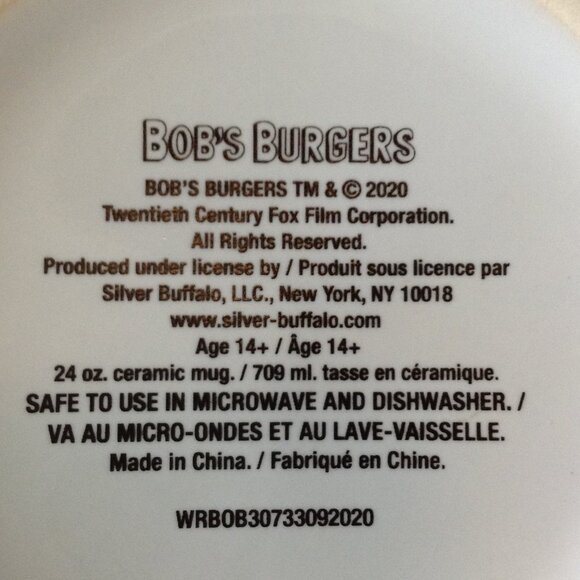 BOB'S BURGERS
BOB'S BURGERS TM & © 2020
Twentieth Century Fox Film Corporation.
All Rights Reserved.
Produced under license by / Produit sous licence par
Silver Buffalo, LLC., New York, NY 10018
www.silver-buffalo.com
Age 14+ / Âge 14+
24 oz. ceramic mug. / 709 ml. tasse en céramique.
SAFE TO USE IN MICROWAVE AND DISHWASHER. /
VA AU MICRO-ONDES ET AU LAVE-VAISSELLE.
Made in China. / Fabriqué en Chine.
WRBOB30733092020